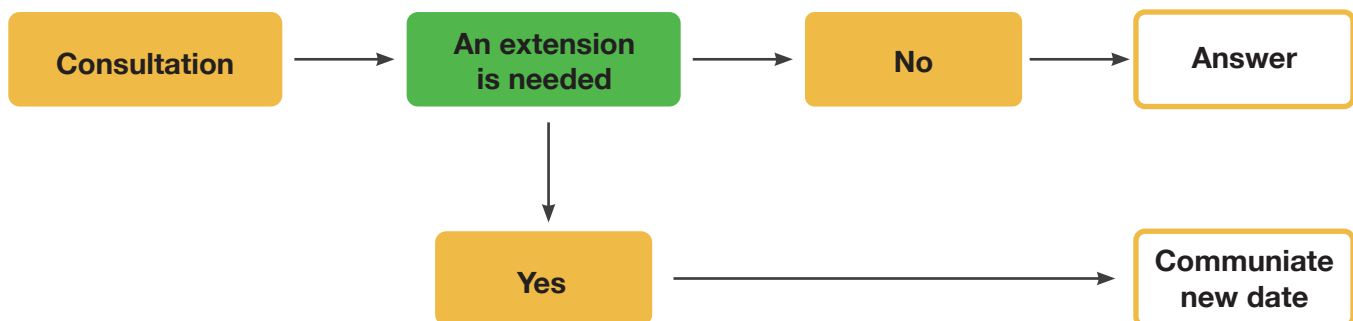 Consultation
An extension
is needed
No
Answer
Yes
Communiate
new date